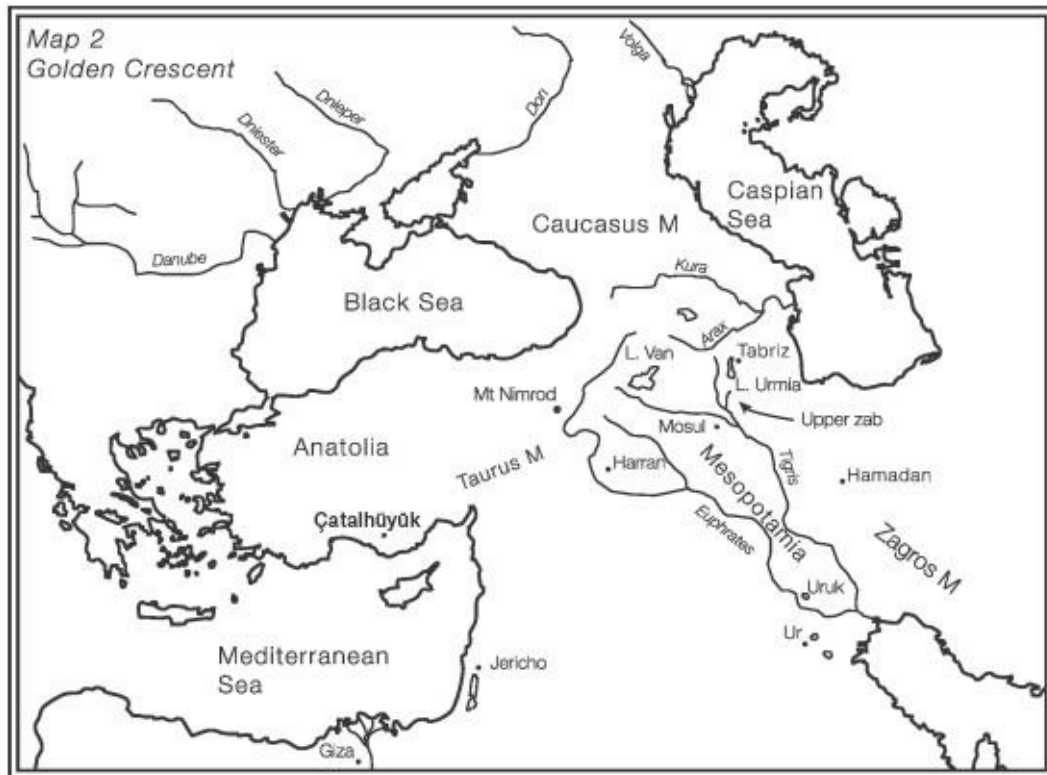 Map 2
Golden Crescent
Volga
Dnieper
Dniester
Don
Caspian
Sea
Caucasus M
Danube
Kura
Black Sea
Arax
L. Van
Tabriz
L. Urmia
Mt Nimrod
Upper zab
Mosul
Anatolia
Taurus M
Harran
Mesopotamia
Tigris
Hamadan
Çatalhüyûk
Euphrates
Zagros M
Uruk
Ur
Mediterranean
Sea
Jericho
Giza